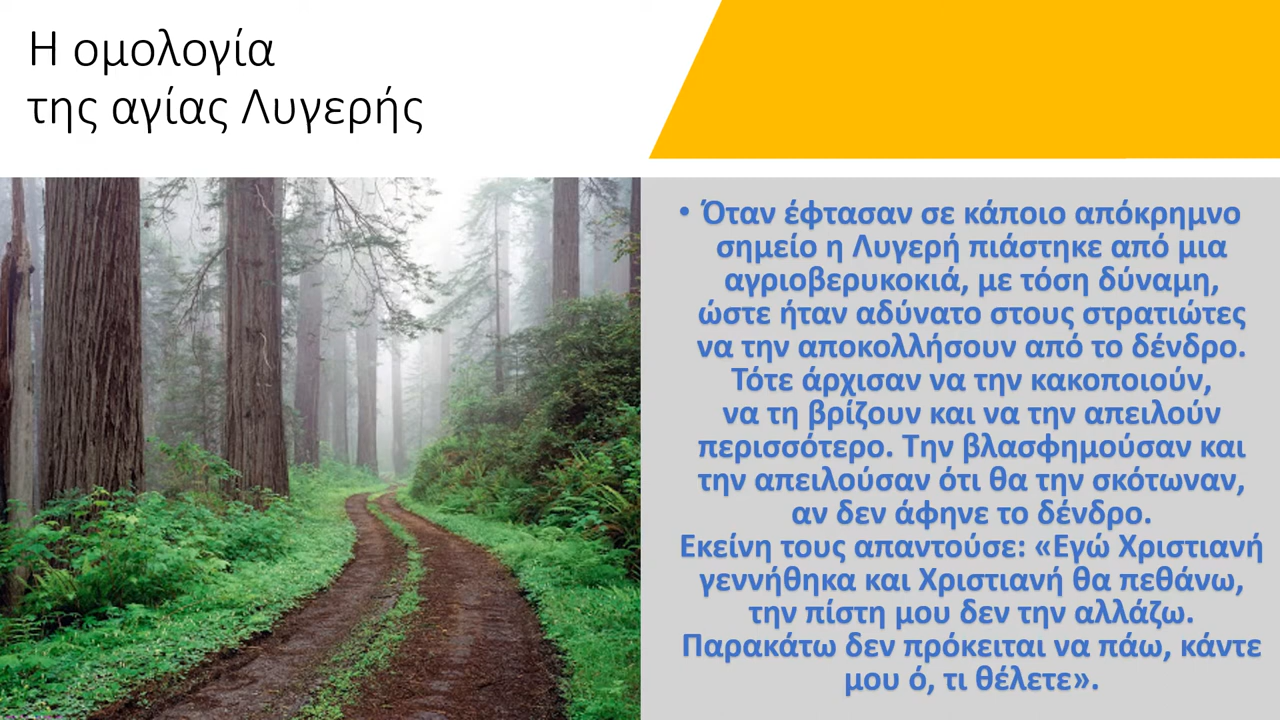 Η ομολογία
της αγίας Λυγερής
• Όταν έφτασαν σε κάποιο απόκρημνο
σημείο η Λυγερή πιάστηκε από μια
αγριοβερυκοκιά, με τόση δύναμη,
ώστε ήταν αδύνατο στους στρατιώτες
να την αποκολλήσουν από το δένδρο.
Τότε άρχισαν να την κακοποιούν,
να τη βρίζουν και να την απειλούν
περισσότερο. Την βλασφημούσαν και
την απειλούσαν ότι θα την σκότωναν,
αν δεν άφηνε το δένδρο.
Εκείνη τους απαντούσε: «Εγώ Χριστιανή
γεννήθηκα και Χριστιανή θα πεθάνω,
την πίστη μου δεν την αλλάζω.
Παρακάτω δεν πρόκειται να πάω, κάντε
μου ό, τι θέλετε».